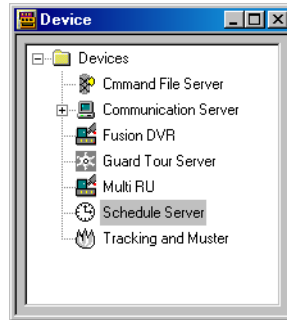 Device
Devices
Cmmand File Server
Communication Server
Fusion DVR
Guard Tour Server
Multi RU
Schedule Server
Tracking and Muster